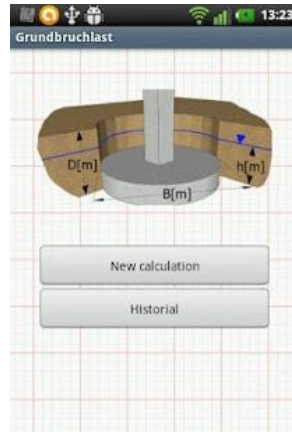 13:23
Grundbruchlast
D[m]
h[m]
B[m]
New calculation
Historial